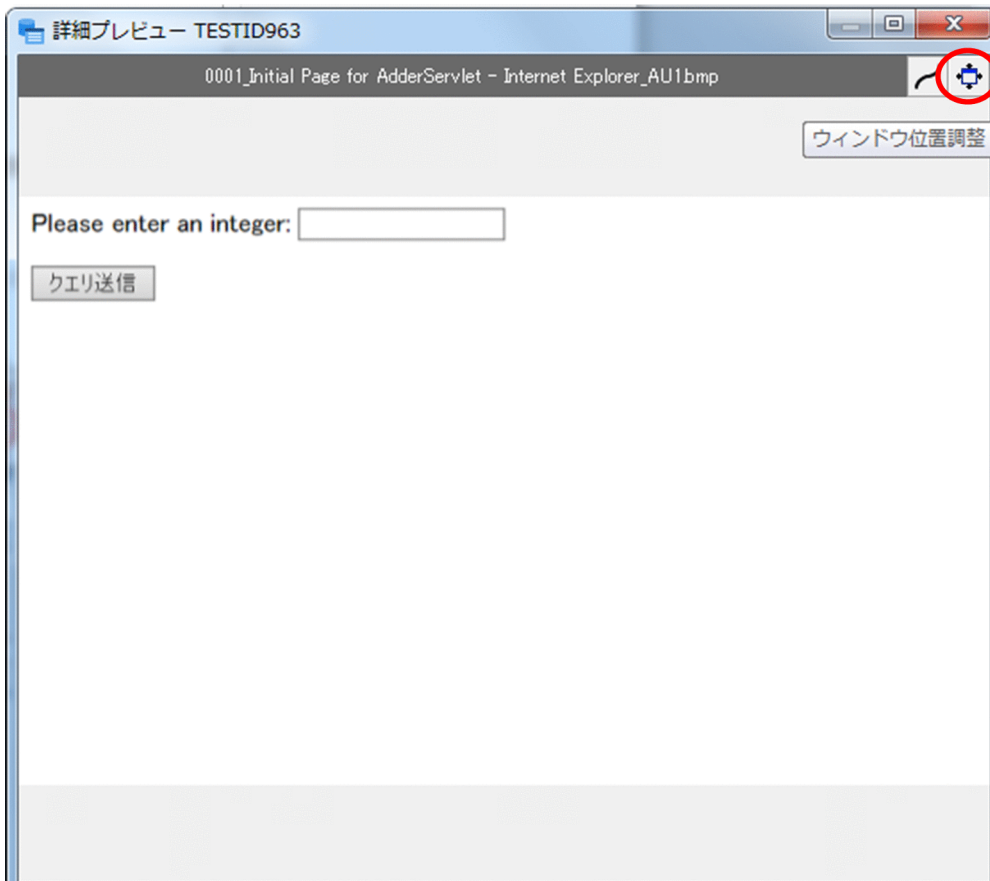 詳細プレビュー TESTID963
0001_Initial Page for AdderServlet - Internet Explorer_AU1.bmp
ウィンドウ位置調整
Please enter an integer:
クエリ送信